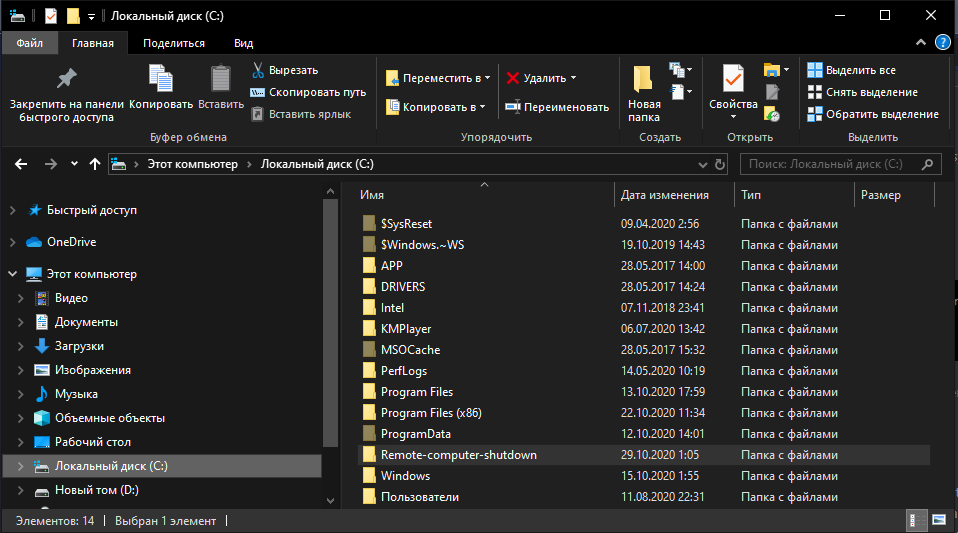 Локальный диск (C:)
Файл Главная Поделиться Вид
Закрепить на панели быстрого доступа
Копировать
Вставить
Вырезать
Скопировать путь
Вставить ярлык
Буфер обмена
Переместить в
Копировать в
Удалить
Переименовать
Упорядочить
Новая папка
Создать
Свойства
Открыть
Выделить все
Снять выделение
Обратить выделение
Выделить
Этот компьютер Локальный диск (C:)
Поиск: Локальный диск (C:)
Быстрый доступ
OneDrive
Этот компьютер
Видео
Документы
Загрузки
Изображения
Музыка
Объемные объекты
Рабочий стол
Локальный диск (C:)
Новый том (D:)
Имя Дата изменения Тип Размер
$SysReset 09.04.2020 2:56 Папка с файлами
$Windows.~WS 19.10.2019 14:43 Папка с файлами
APP 28.05.2017 14:00 Папка с файлами
DRIVERS 28.05.2017 14:24 Папка с файлами
Intel 07.11.2018 23:41 Папка с файлами
KMPlayer 06.07.2020 13:42 Папка с файлами
MSOCache 28.05.2017 15:32 Папка с файлами
PerfLogs 14.05.2020 10:19 Папка с файлами
Program Files 13.10.2020 17:59 Папка с файлами
Program Files (x86) 22.10.2020 11:34 Папка с файлами
ProgramData 12.10.2020 14:01 Папка с файлами
Remote-computer-shutdown 29.10.2020 1:05 Папка с файлами
Windows 15.10.2020 1:55 Папка с файлами
Пользователи 11.08.2020 22:31 Папка с файлами
Элементов: 14 Выбран 1 элемент